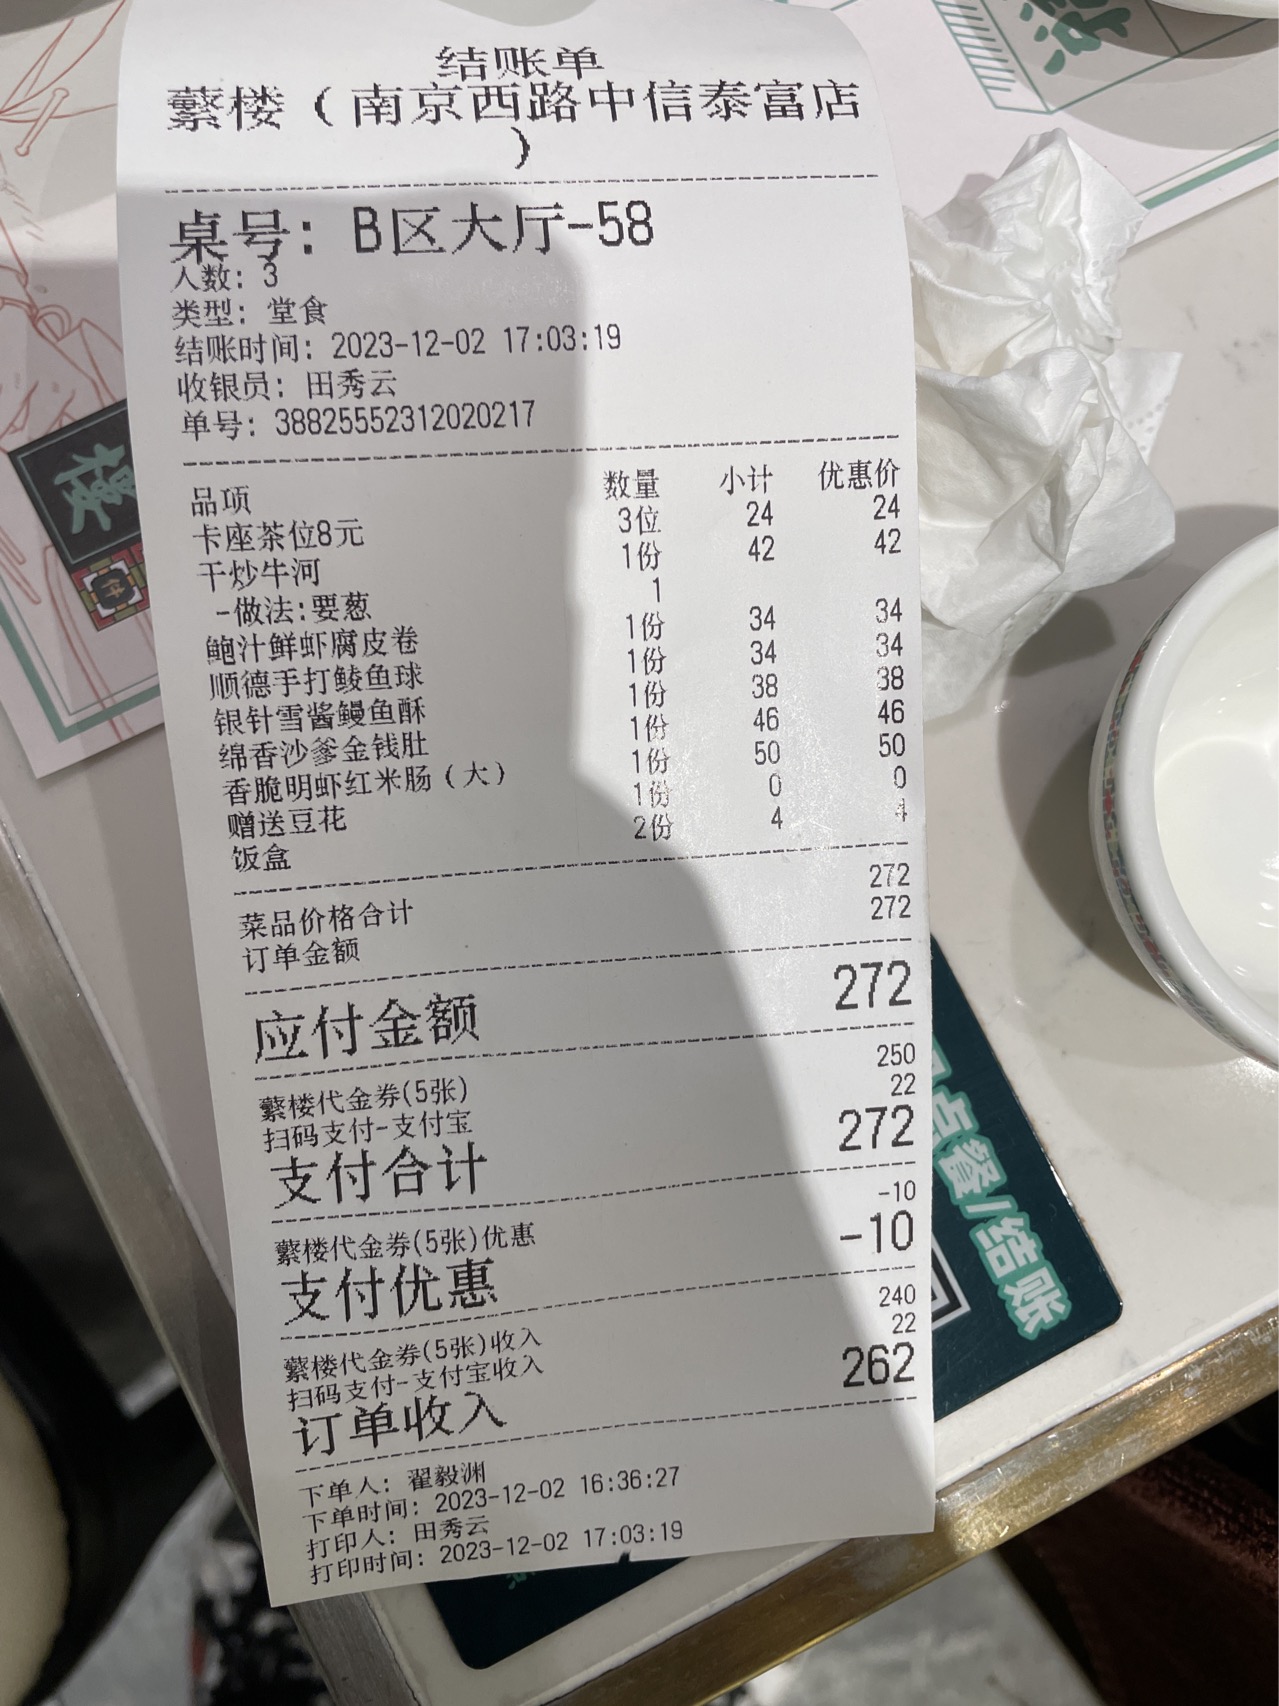 结账单
蘩楼（南京西路中信泰富店
）
桌号: B区大厅-58
人数: 3
类型: 堂食
结账时间: 2023-12-02 17:03:19
收银员: 田秀云
单号: 38825552312020217
品项 数量 小计 优惠价
卡座茶位8元 3位 24 24
干炒牛河 1份 42 42
-做法:要葱 1
鲍汁鲜虾腐皮卷 1份 34 34
顺德手打鲮鱼球 1份 34 34
银针雪酱鳗鱼酥 1份 38 38
绵香沙爹金钱肚 1份 46 46
香脆明虾红米肠（大） 1份 50 50
赠送豆花 1份 0 0
饭盒 2份 4 4
菜品价格合计 272
订单金额 272
应付金额 272
蘩楼代金券(5张) 250
扫码支付-支付宝 22
支付合计 272
蘩楼代金券(5张)优惠 -10
支付优惠 -10
蘩楼代金券(5张)收入 240
扫码支付-支付宝收入 22
订单收入 262
下单人: 翟毅渊
下单时间: 2023-12-02 16:36:27
打印人: 田秀云
打印时间: 2023-12-02 17:03:19
楼
点餐/结账